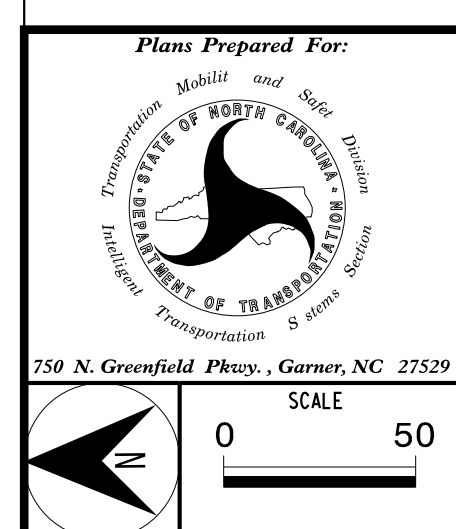 Plans Prepared For:
Transportation Mobilit and Safet Division
STATE OF NORTH CAROLINA
DEPARTMENT OF TRANSPORTATION
Intelligent Transportation S stems Section
750 N. Greenfield Pkwy. , Garner, NC 27529
N
SCALE
0 50